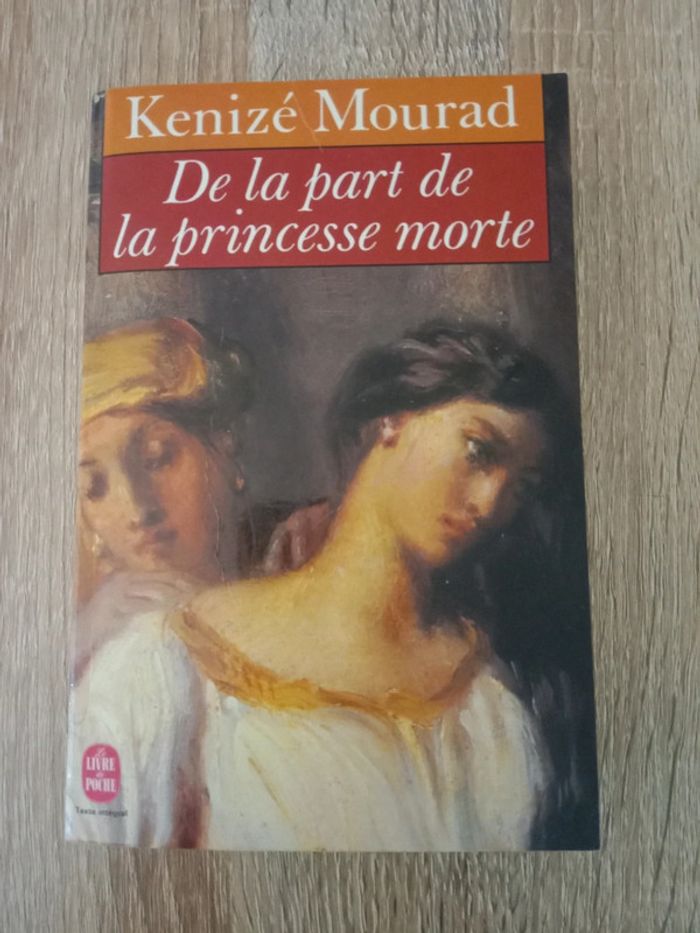 Kenizé Mourad
De la part de
la princesse morte
Le
LIVRE
de
POCHE
Texte intégral